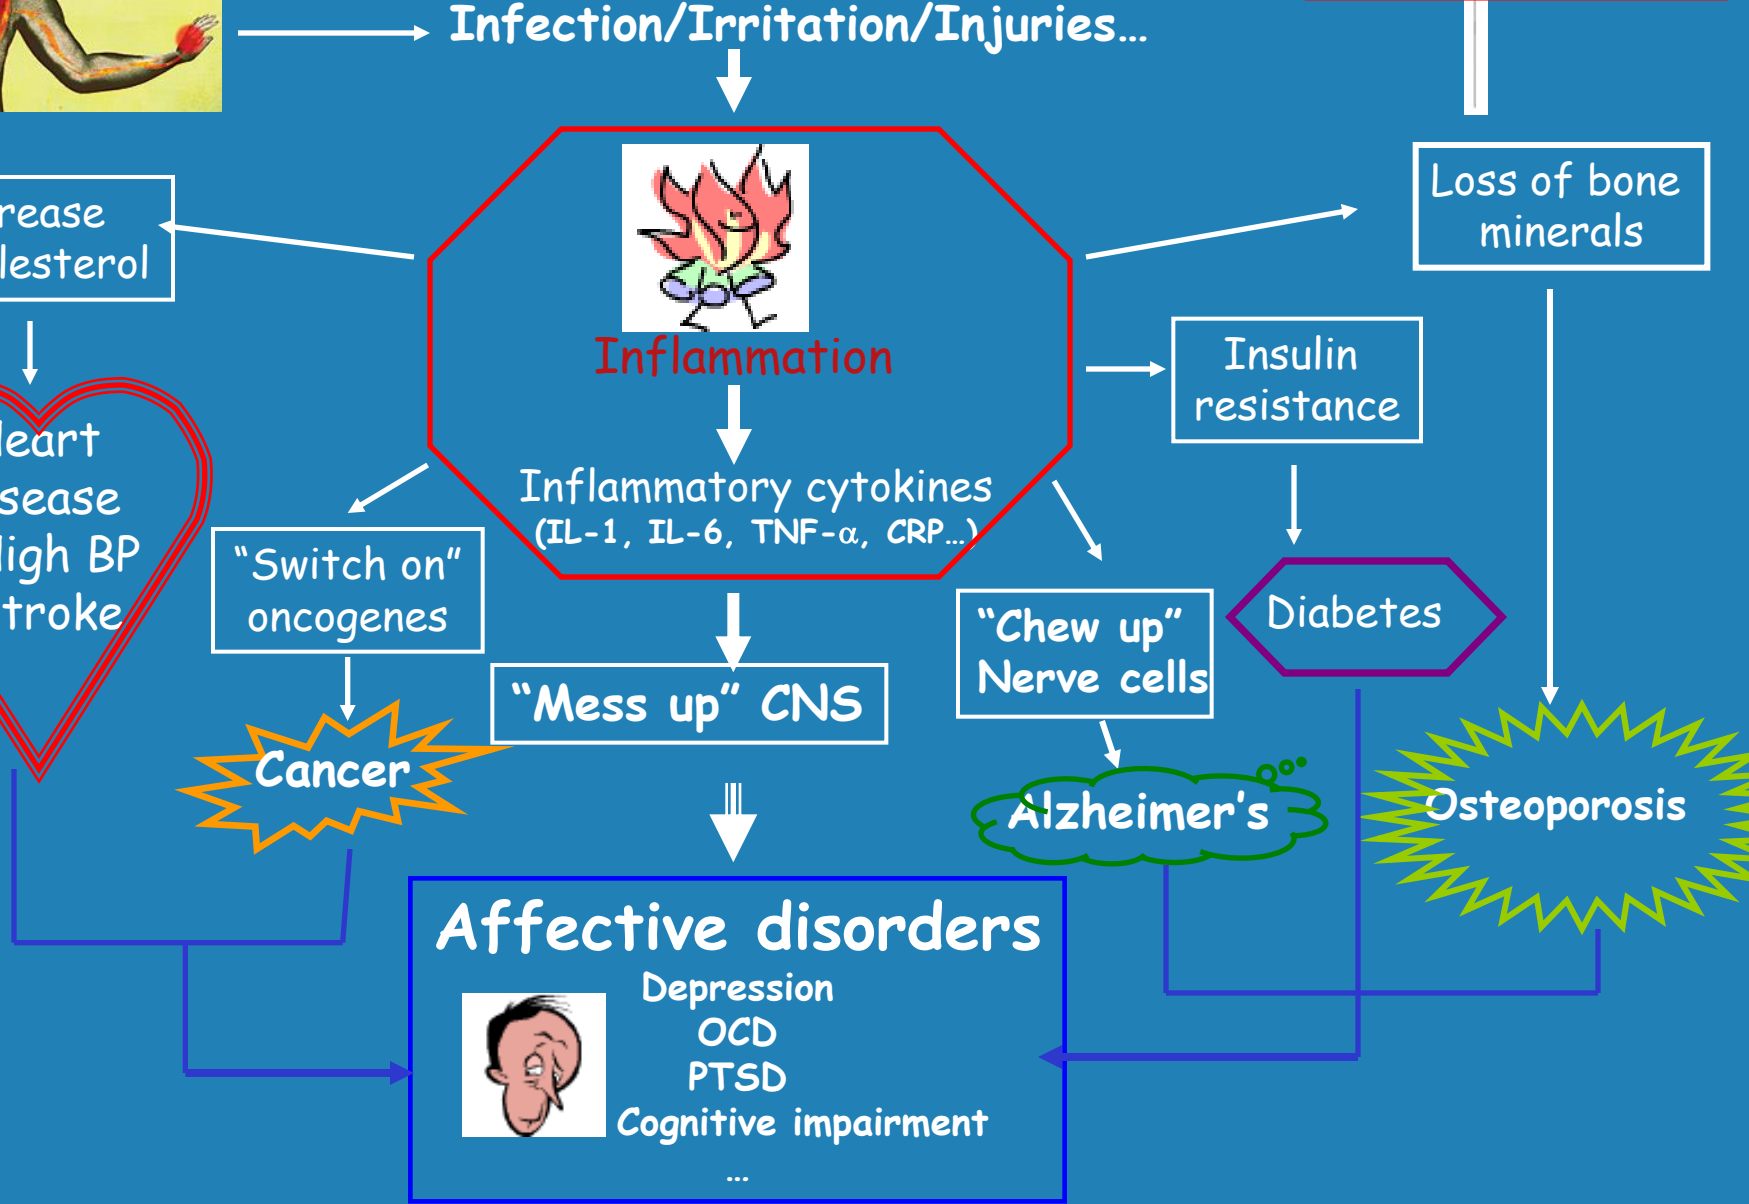 Infection/Irritation/Injuries…
Loss of bone
minerals
rease
lesterol
Inflammation
Insulin
resistance
eart
sease
igh BP
troke
Inflammatory cytokines
(IL-1, IL-6, TNF-α, CRP…)
“Switch on”
oncogenes
“Chew up”
Nerve cells
Diabetes
“Mess up” CNS
Cancer
Alzheimer’s
Osteoporosis
Affective disorders
Depression
OCD
PTSD
Cognitive impairment
…